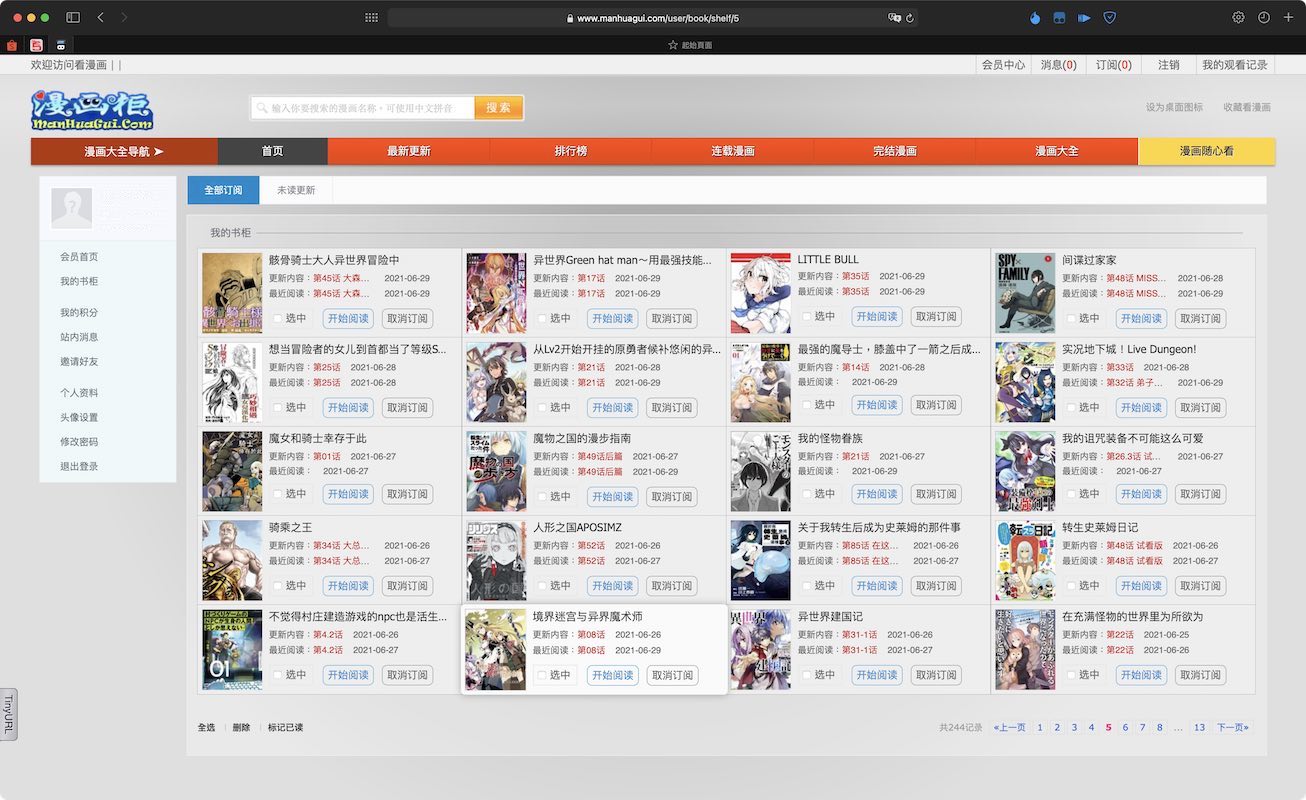 www.manhuagui.com/user/book/shelf/5
起始頁面
欢迎访问看漫画 | |
会员中心 消息(0) 订阅(0) 注销 我的观看记录
漫画柜
ManHuaGui.Com
输入你要搜索的漫画名称，可使用中文拼音 搜索
设为桌面图标 收藏看漫画
漫画大全导航 ➤ 首页 最新更新 排行榜 连载漫画 完结漫画 漫画大全 漫画随心看
全部订阅 未读更新
会员首页
我的书柜
我的积分
站内消息
邀请好友
个人资料
头像设置
修改密码
退出登录
我的书柜
骸骨骑士大人异世界冒险中
更新内容：第45话 大森... 2021-06-29
最近阅读：第45话 大森... 2021-06-29
选中 开始阅读 取消订阅
异世界Green hat man～用最强技能...
更新内容：第17话 2021-06-29
最近阅读：第17话 2021-06-29
选中 开始阅读 取消订阅
LITTLE BULL
更新内容：第35话 2021-06-29
最近阅读：第35话 2021-06-29
选中 开始阅读 取消订阅
SPY FAMILY
间谍过家家
更新内容：第48话 MISS... 2021-06-28
最近阅读：第48话 MISS... 2021-06-29
选中 开始阅读 取消订阅
想当冒险者的女儿到首都当了等级S...
更新内容：第25话 2021-06-28
最近阅读：第25话 2021-06-28
选中 开始阅读 取消订阅
从Lv2开始开挂的原勇者候补悠闲的异...
更新内容：第21话 2021-06-28
最近阅读：第21话 2021-06-29
选中 开始阅读 取消订阅
最强的魔导士，膝盖中了一箭之后成...
更新内容：第14话 2021-06-28
最近阅读： 2021-06-29
选中 开始阅读 取消订阅
实况地下城！Live Dungeon!
更新内容：第33话 2021-06-28
最近阅读：第32话 弟子... 2021-06-29
选中 开始阅读 取消订阅
魔女和骑士幸存于此
更新内容：第01话 2021-06-27
最近阅读： 2021-06-27
选中 开始阅读 取消订阅
魔物之国的漫步指南
更新内容：第49话后篇 2021-06-27
最近阅读：第49话后篇 2021-06-29
选中 开始阅读 取消订阅
我的怪物眷族
更新内容：第21话 2021-06-27
最近阅读： 2021-06-29
选中 开始阅读 取消订阅
我的诅咒装备不可能这么可爱
更新内容：第26.3话 试... 2021-06-27
最近阅读： 2021-06-27
选中 开始阅读 取消订阅
骑乘之王
更新内容：第34话 大总... 2021-06-26
最近阅读：第34话 大总... 2021-06-27
选中 开始阅读 取消订阅
人形之国APOSIMZ
更新内容：第52话 2021-06-26
最近阅读：第52话 2021-06-27
选中 开始阅读 取消订阅
关于我转生后成为史莱姆的那件事
更新内容：第85话 在这... 2021-06-26
最近阅读：第85话 在这... 2021-06-26
选中 开始阅读 取消订阅
转生史莱姆日记
更新内容：第48话 试看版 2021-06-26
最近阅读：第48话 试看版 2021-06-27
选中 开始阅读 取消订阅
01
不觉得村庄建造游戏的npc也是活生...
更新内容：第4.2话 2021-06-26
最近阅读：第4.2话 2021-06-27
选中 开始阅读 取消订阅
境界迷宫与异界魔术师
更新内容：第08话 2021-06-26
最近阅读：第08话 2021-06-29
选中 开始阅读 取消订阅
异世界建国记
更新内容：第31-1话 2021-06-26
最近阅读：第31-1话 2021-06-27
选中 开始阅读 取消订阅
在充满怪物的世界里为所欲为
更新内容：第22话 2021-06-25
最近阅读：第22话 2021-06-26
选中 开始阅读 取消订阅
TinyURL
全选 删除 标记已读
共244记录 «上一页 1 2 3 4 5 6 7 8 ... 13 下一页»